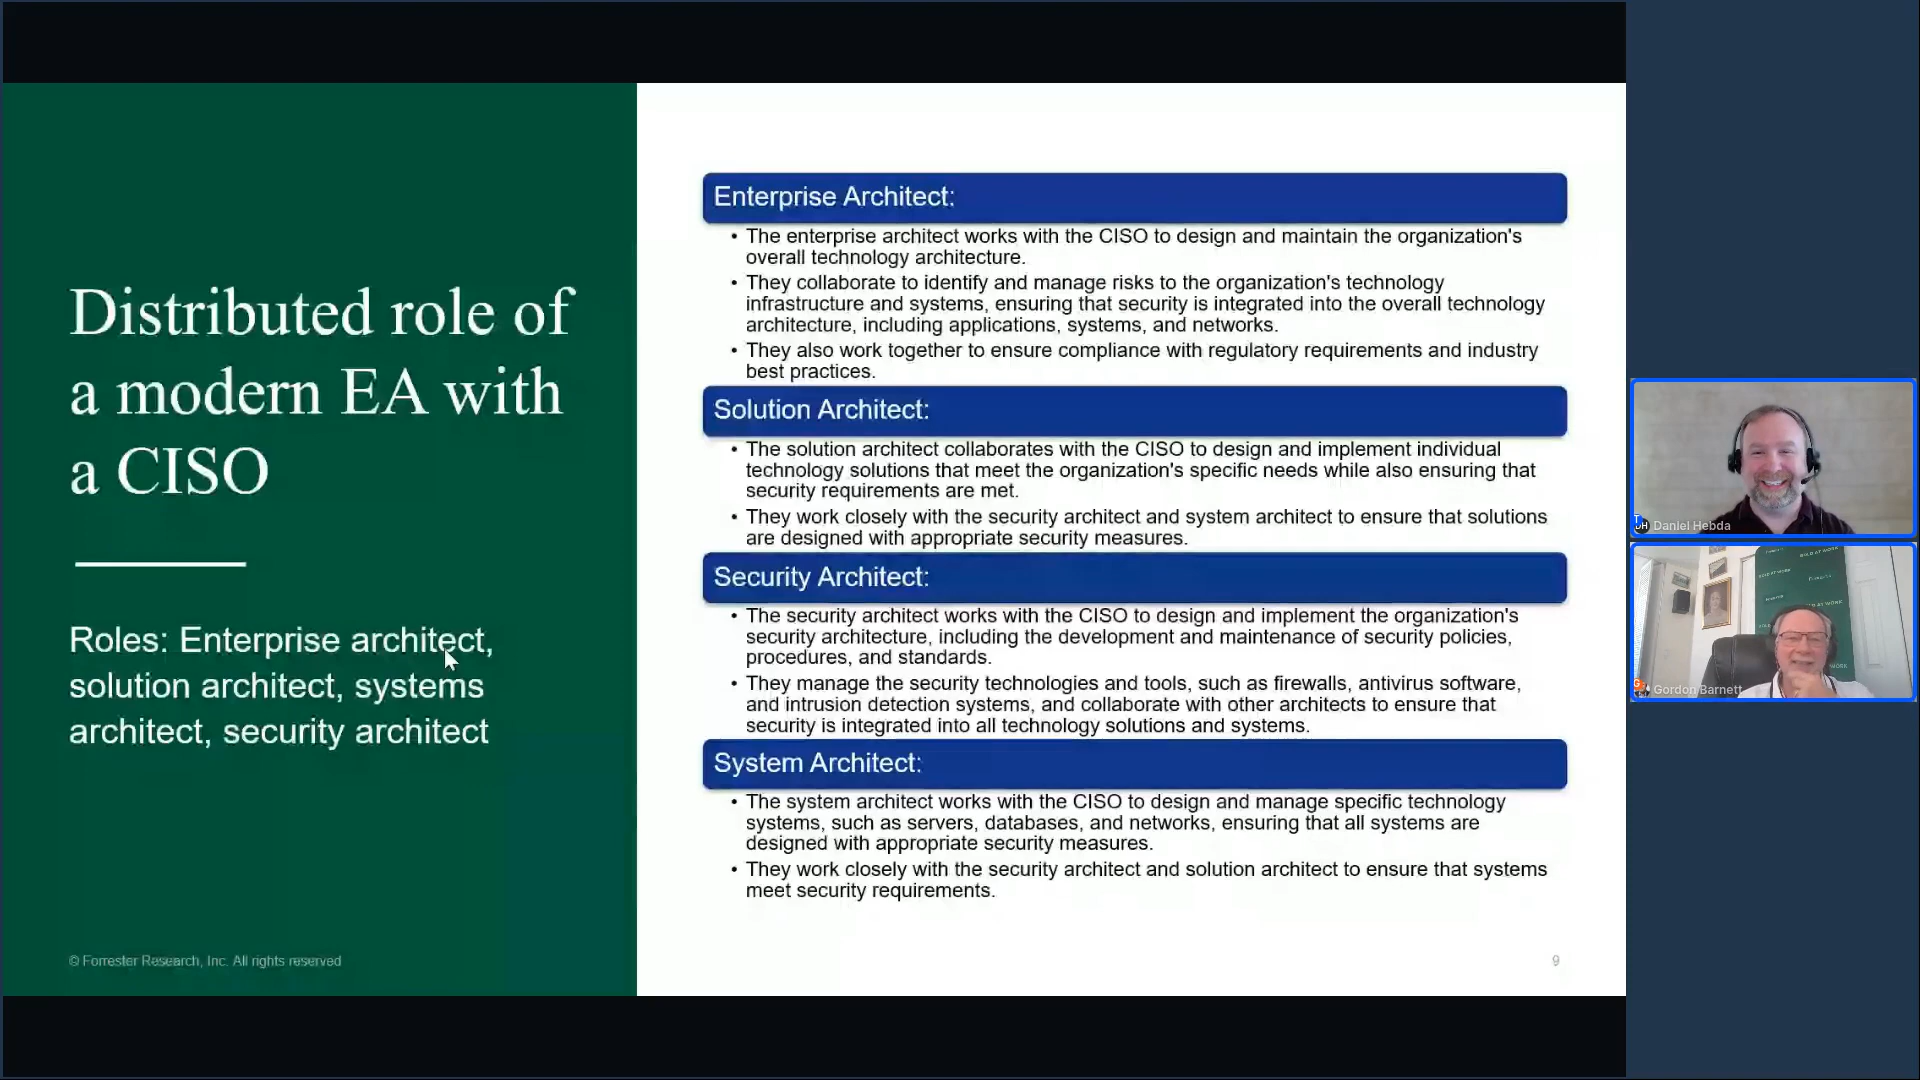 Distributed role of
a modern EA with
a CISO
Roles: Enterprise architect,
solution architect, systems
architect, security architect
© Forrester Research, Inc. All rights reserved
Enterprise Architect:
• The enterprise architect works with the CISO to design and maintain the organization's
overall technology architecture.
• They collaborate to identify and manage risks to the organization's technology
infrastructure and systems, ensuring that security is integrated into the overall technology
architecture, including applications, systems, and networks.
• They also work together to ensure compliance with regulatory requirements and industry
best practices.
Solution Architect:
• The solution architect collaborates with the CISO to design and implement individual
technology solutions that meet the organization's specific needs while also ensuring that
security requirements are met.
• They work closely with the security architect and system architect to ensure that solutions
are designed with appropriate security measures.
Security Architect:
• The security architect works with the CISO to design and implement the organization's
security architecture, including the development and maintenance of security policies,
procedures, and standards.
• They manage the security technologies and tools, such as firewalls, antivirus software,
and intrusion detection systems, and collaborate with other architects to ensure that
security is integrated into all technology solutions and systems.
System Architect:
• The system architect works with the CISO to design and manage specific technology
systems, such as servers, databases, and networks, ensuring that all systems are
designed with appropriate security measures.
• They work closely with the security architect and solution architect to ensure that systems
meet security requirements.
9
DH Daniel Hebda
BOLD AT WORK
Gordon Barnett